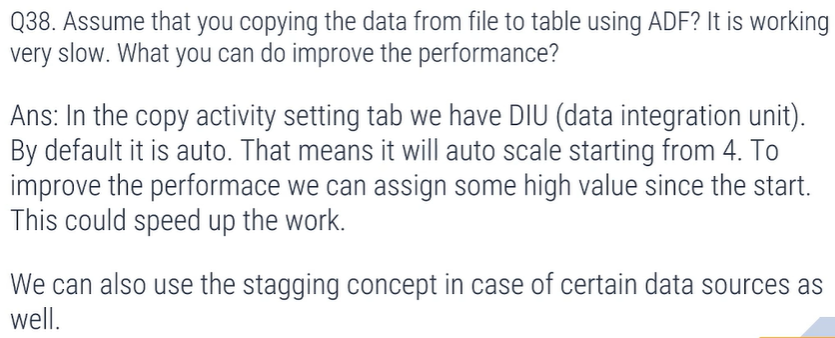 Q38. Assume that you copying the data from file to table using ADF? It is working
very slow. What you can do improve the performance?
Ans: In the copy activity setting tab we have DIU (data integration unit).
By default it is auto. That means it will auto scale starting from 4. To
improve the performace we can assign some high value since the start.
This could speed up the work.
We can also use the stagging concept in case of certain data sources as
well.